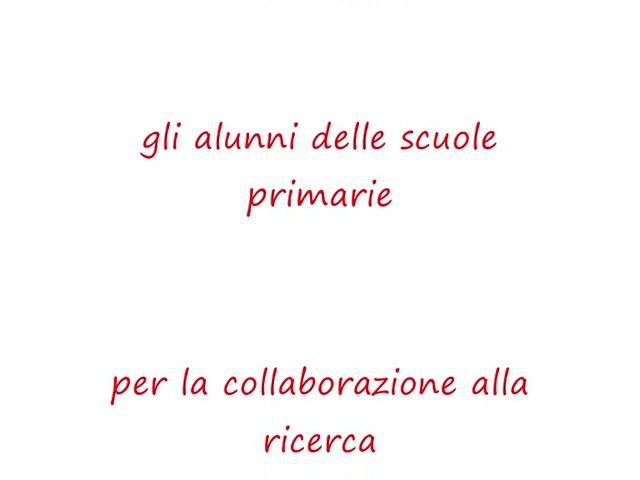 gli alunni delle scuole
primarie
per la collaborazione alla
ricerca